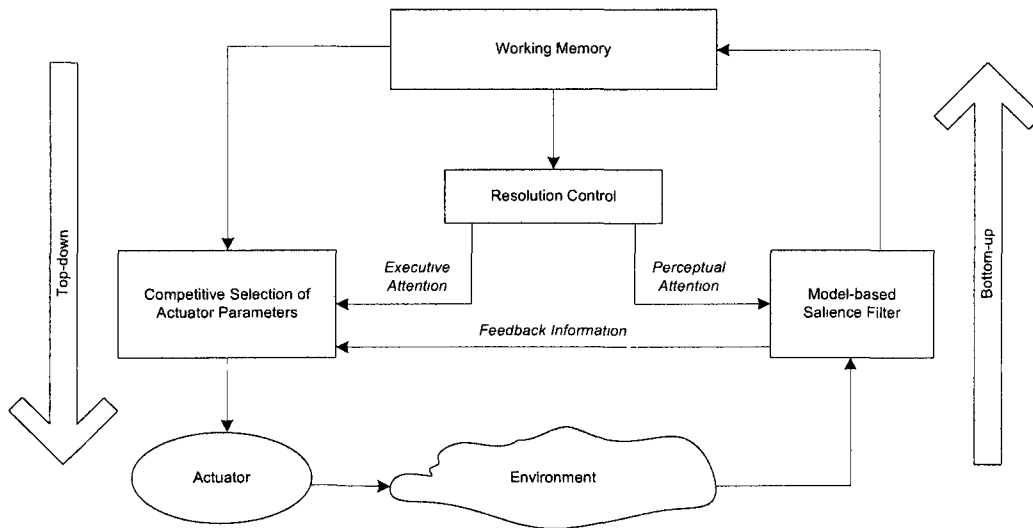 Working Memory
Resolution Control
Top-down
Executive
Attention
Perceptual
Attention
Bottom-up
Competitive Selection of
Actuator Parameters
Model-based
Salience Filter
Feedback Information
Actuator
Environment